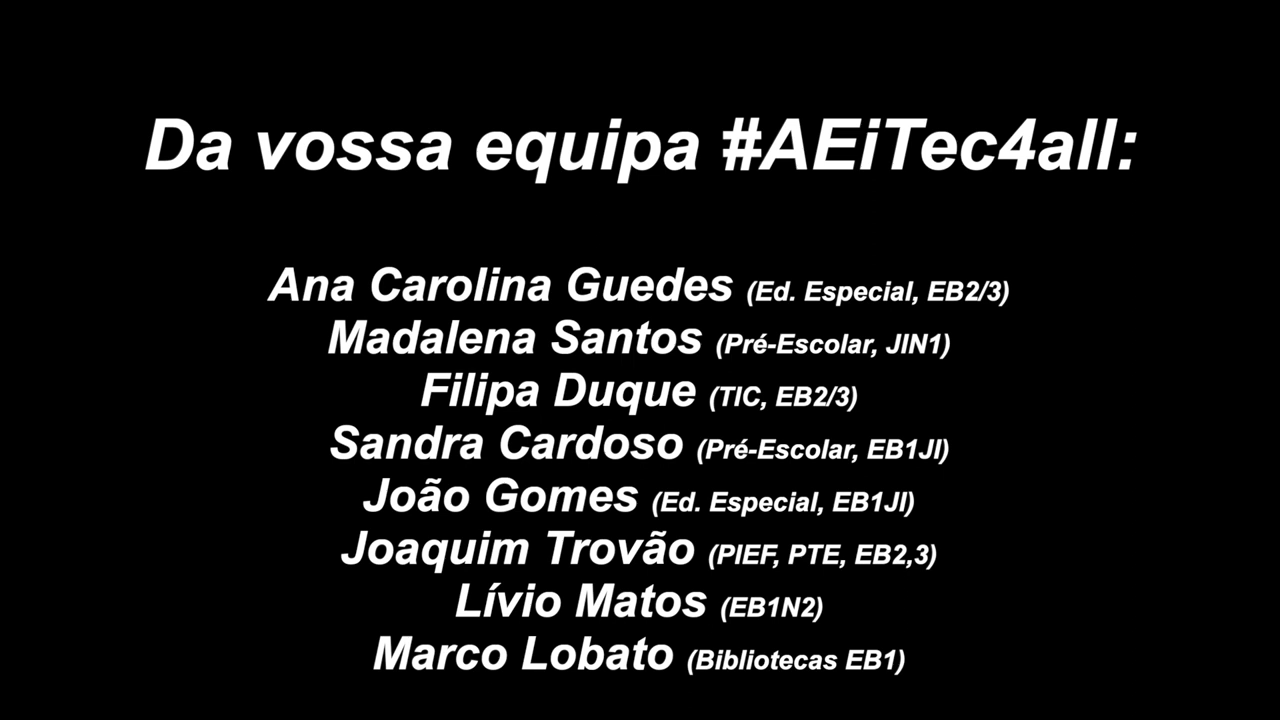 Da vossa equipa #AEiTec4all:
Ana Carolina Guedes (Ed. Especial, EB2/3)
Madalena Santos (Pré-Escolar, JIN1)
Filipa Duque (TIC, EB2/3)
Sandra Cardoso (Pré-Escolar, EB1JI)
João Gomes (Ed. Especial, EB1JI)
Joaquim Trovão (PIEF, PTE, EB2,3)
Lívio Matos (EB1N2)
Marco Lobato (Bibliotecas EB1)